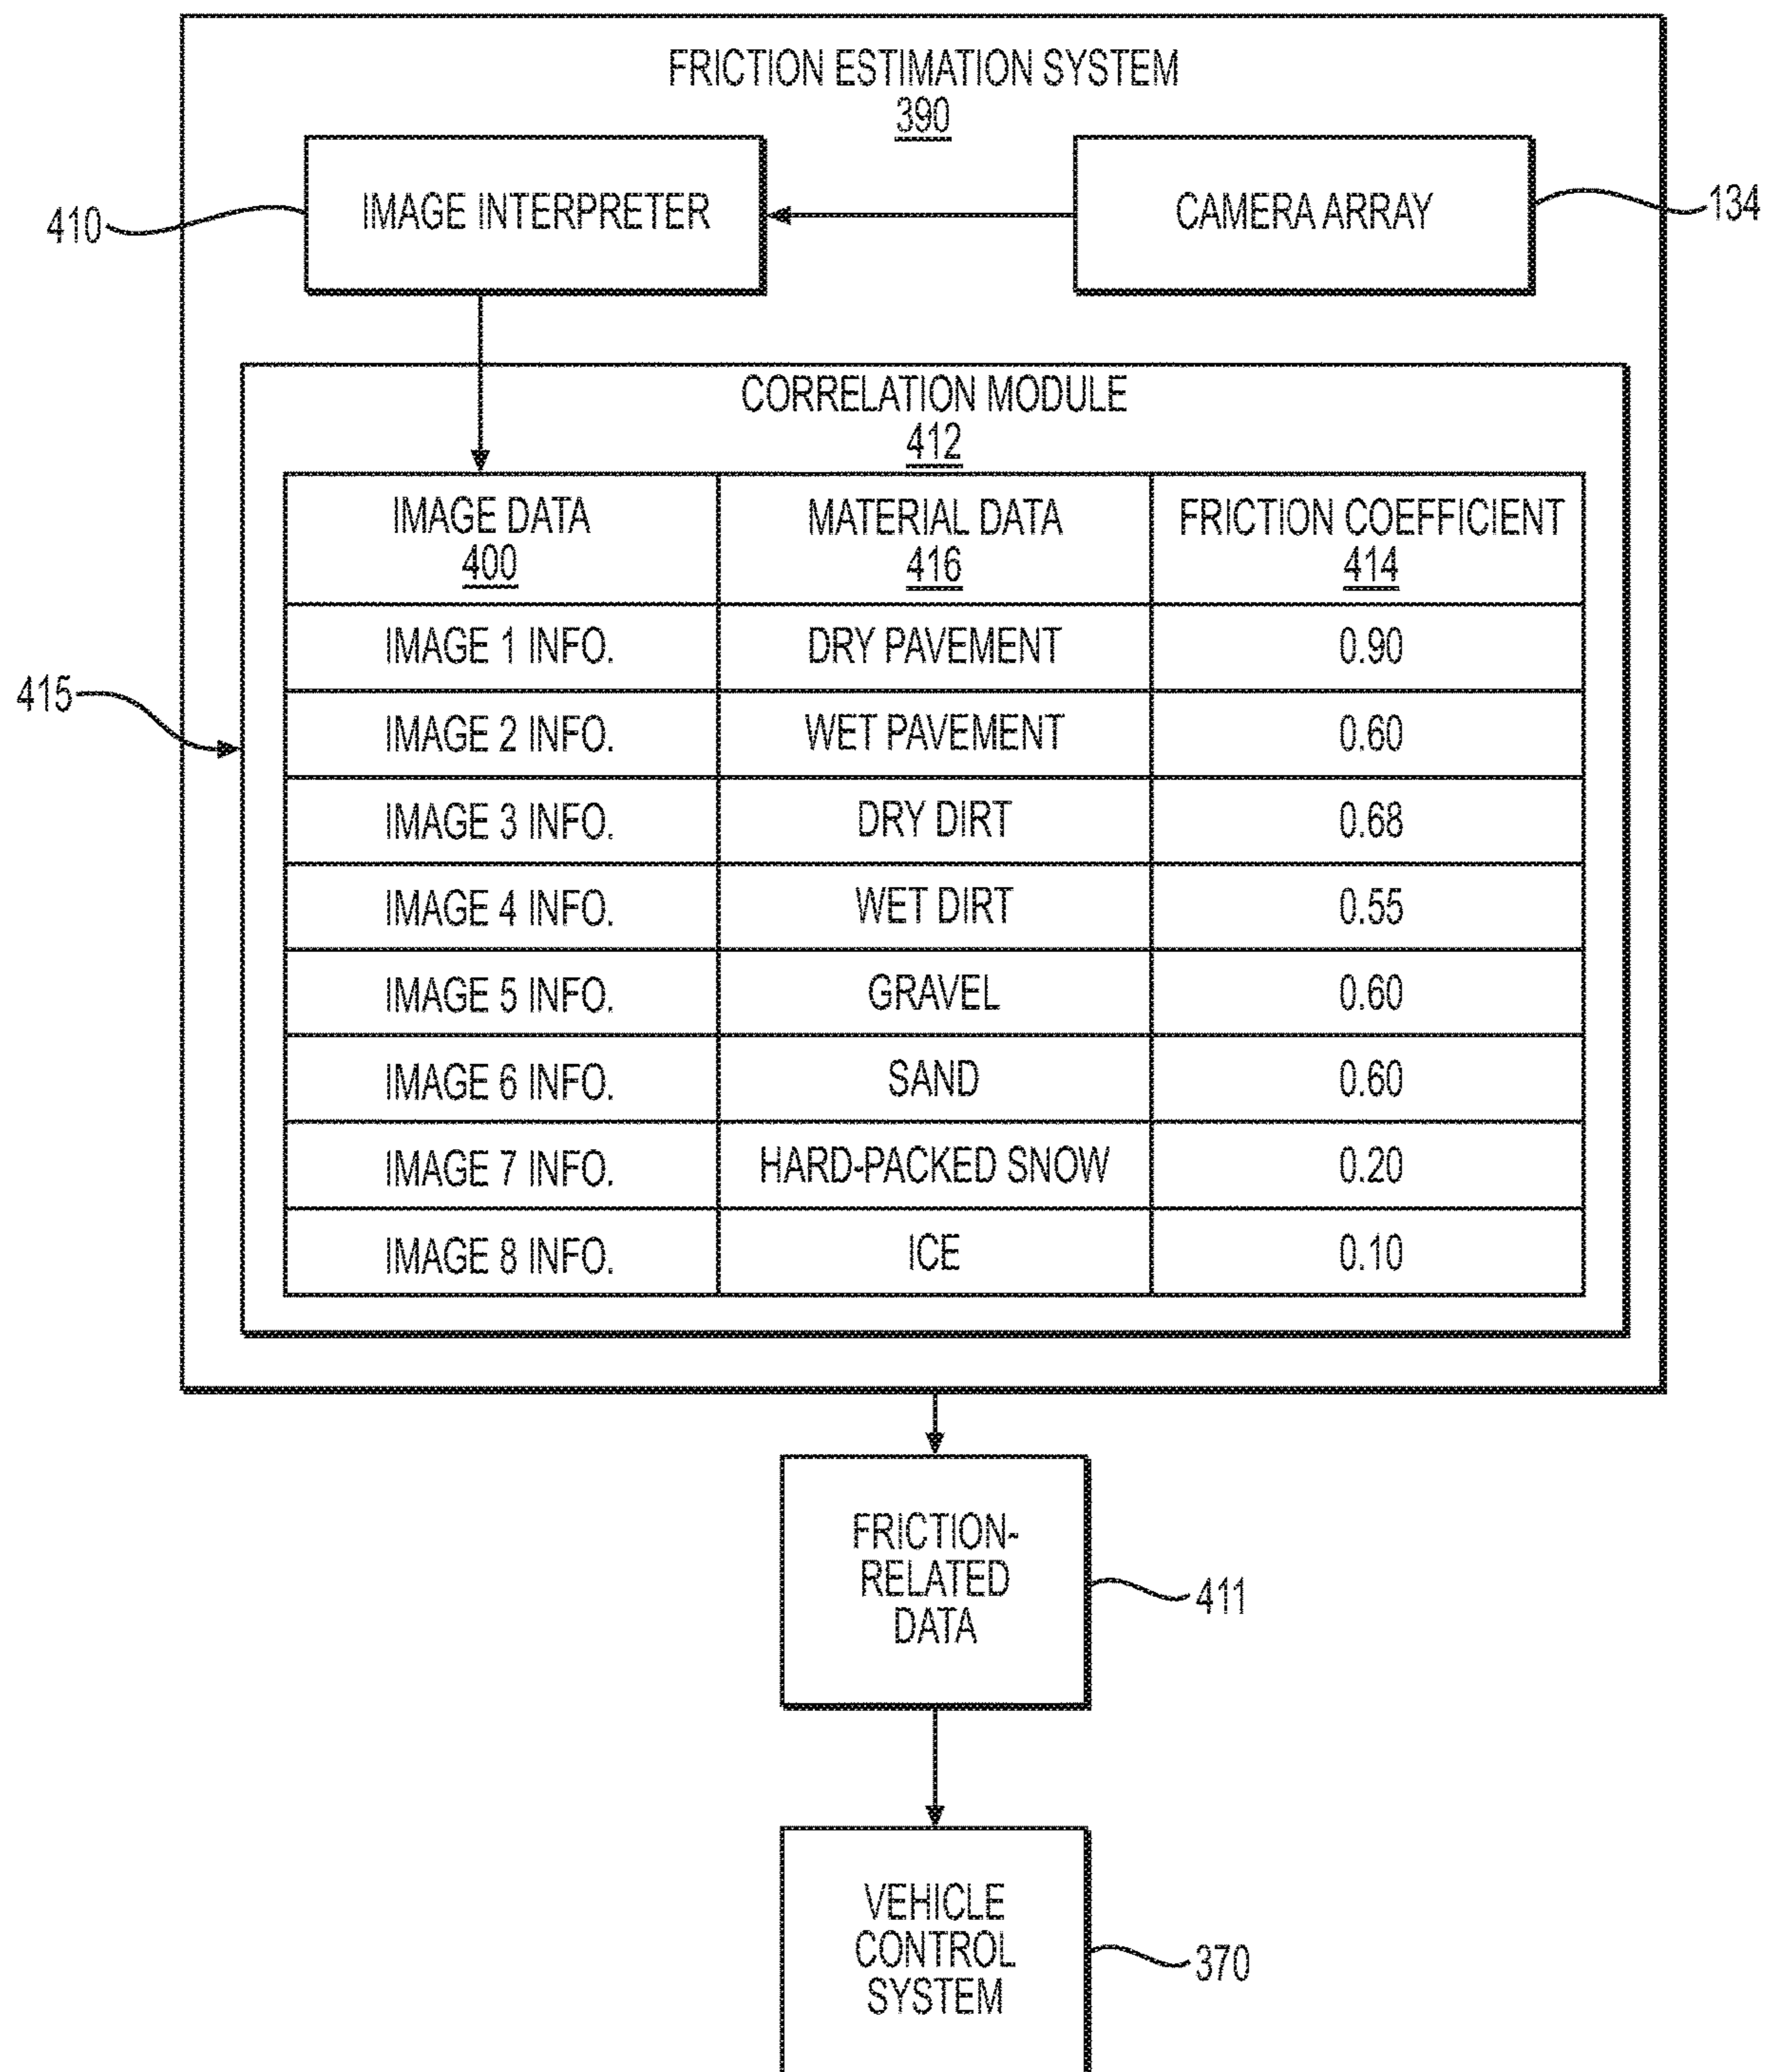 FRICTION ESTIMATION SYSTEM
390
IMAGE INTERPRETER
CAMERA ARRAY
410
134
CORRELATION MODULE
412
IMAGE DATA
400
MATERIAL DATA
416
FRICTION COEFFICIENT
414
IMAGE 1 INFO. DRY PAVEMENT 0.90
415
IMAGE 2 INFO. WET PAVEMENT 0.60
IMAGE 3 INFO. DRY DIRT 0.68
IMAGE 4 INFO. WET DIRT 0.55
IMAGE 5 INFO. GRAVEL 0.60
IMAGE 6 INFO. SAND 0.60
IMAGE 7 INFO. HARD-PACKED SNOW 0.20
IMAGE 8 INFO. ICE 0.10
FRICTION-
RELATED
DATA
411
VEHICLE
CONTROL
SYSTEM
370